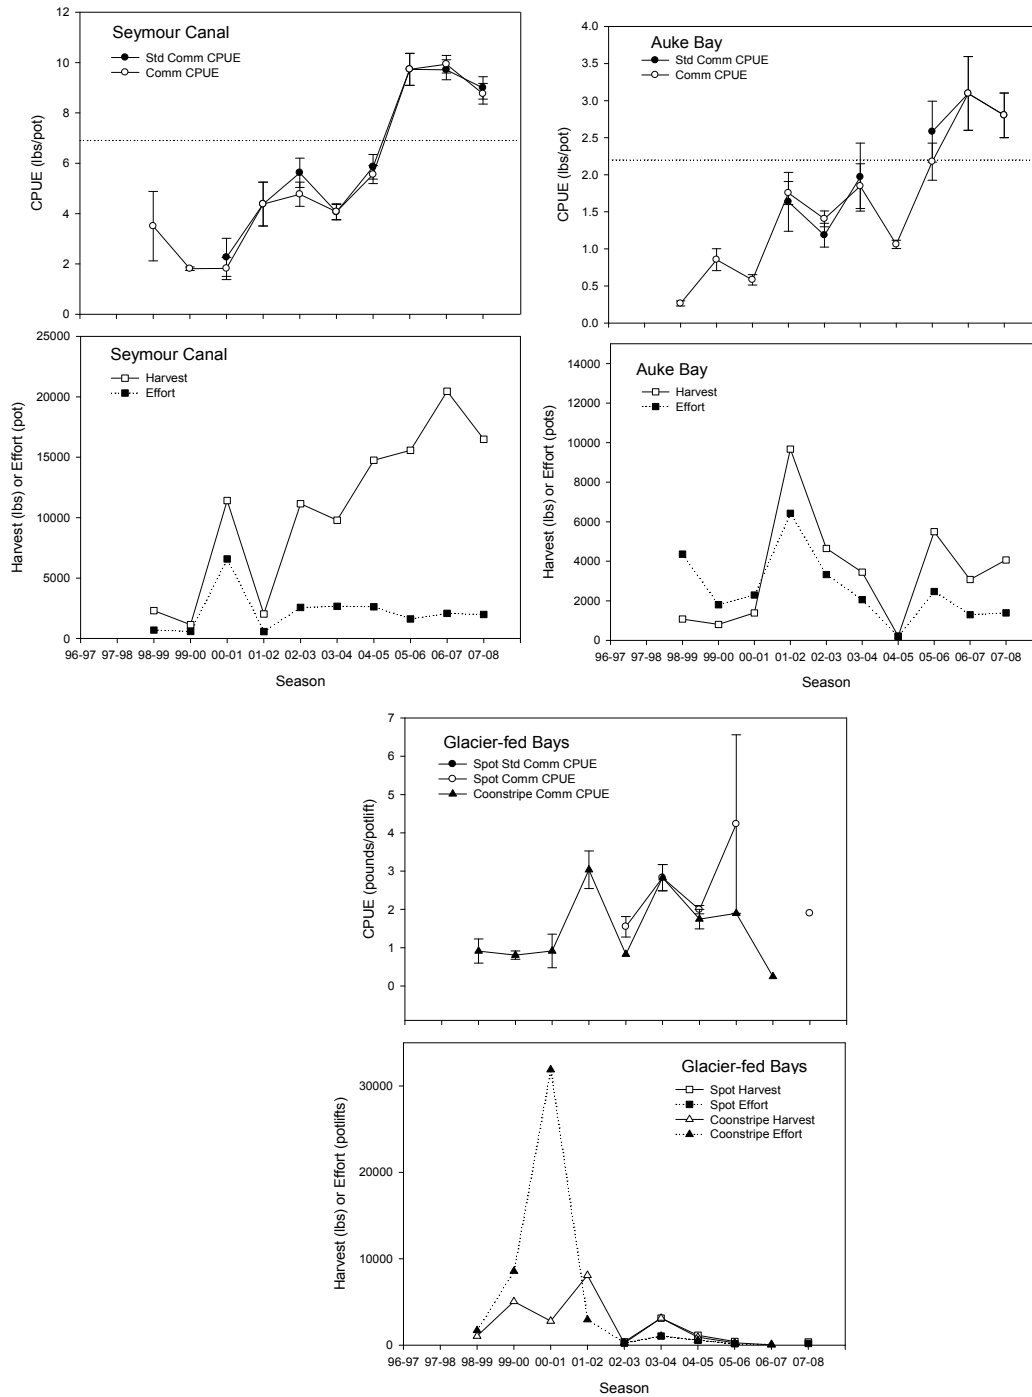 Seymour Canal
Std Comm CPUE
Comm CPUE
CPUE (lbs/pot)
12
10
8
6
4
2
0
Auke Bay
Std Comm CPUE
Comm CPUE
CPUE (lbs/pot)
4.0
3.5
3.0
2.5
2.0
1.5
1.0
0.5
0.0
Seymour Canal
Harvest
Effort
Harvest (lbs) or Effort (pot)
25000
20000
15000
10000
5000
0
96-97 97-98 98-99 99-00 00-01 01-02 02-03 03-04 04-05 05-06 06-07 07-08
Season
Auke Bay
Harvest
Effort
Harvest (lbs) or Effort (pots)
14000
12000
10000
8000
6000
4000
2000
0
96-97 97-98 98-99 99-00 00-01 01-02 02-03 03-04 04-05 05-06 06-07 07-08
Season
Glacier-fed Bays
Spot Std Comm CPUE
Spot Comm CPUE
Coonstripe Comm CPUE
CPUE (pounds/potlift)
7
6
5
4
3
2
1
0
Glacier-fed Bays
Spot Harvest
Spot Effort
Coonstripe Harvest
Coonstripe Effort
Harvest (lbs) or Effort (potlifts)
30000
20000
10000
0
96-97 97-98 98-99 99-00 00-01 01-02 02-03 03-04 04-05 05-06 06-07 07-08
Season